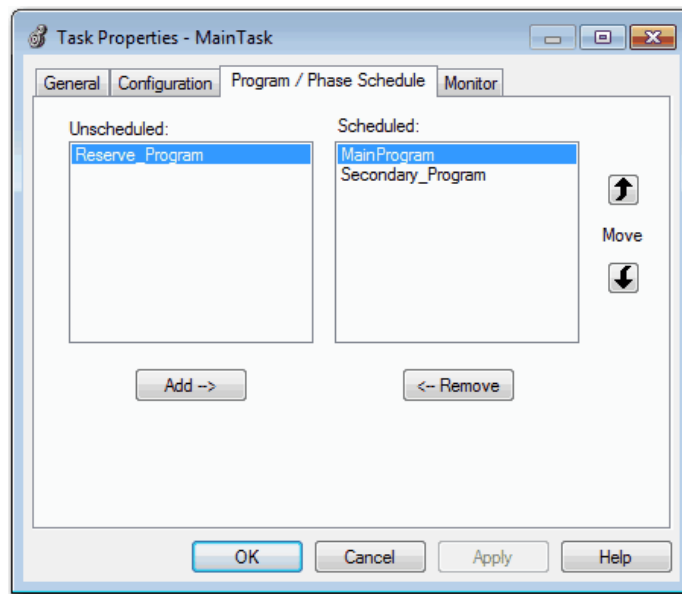 Task Properties - MainTask
General Configuration Program / Phase Schedule Monitor
Unscheduled: Scheduled:
Reserve_Program MainProgram
Secondary_Program
Move
Add --> <-- Remove
OK Cancel Apply Help